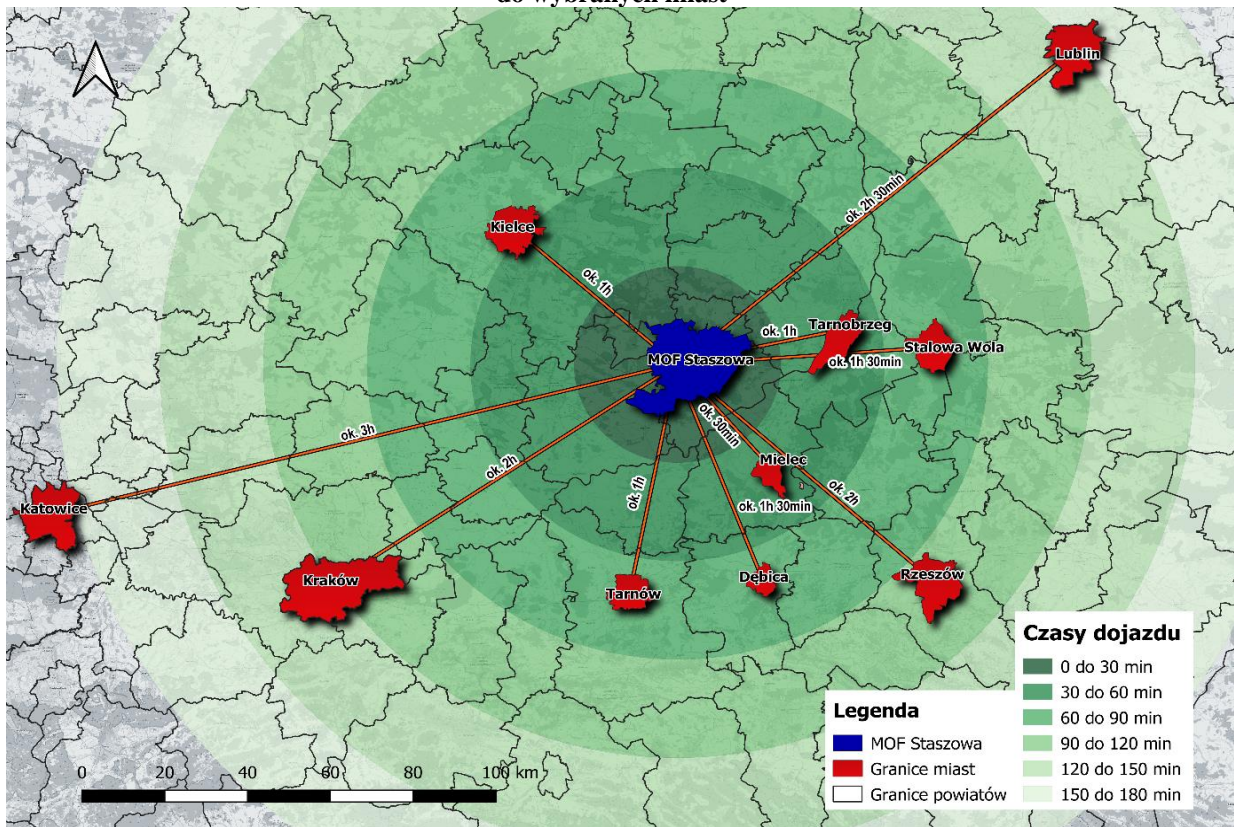 do wybranych miast
Lublin
ok. 2h 30min
Kielce
ok. 1h
Tarnobrzeg
ok. 1h
Stalowa Wola
MOF Staszowa
ok. 1h 30min
ok. 30min
ok. 3h
Mielec
ok. 2h
ok. 1h
ok. 2h
ok. 1h 30min
Katowice
Kraków
Tarnów
Dębica
Rzeszów
Czasy dojazdu
0 do 30 min
30 do 60 min
60 do 90 min
90 do 120 min
120 do 150 min
150 do 180 min
Legenda
MOF Staszowa
Granice miast
Granice powiatów
0 20 40 60 80 100 km